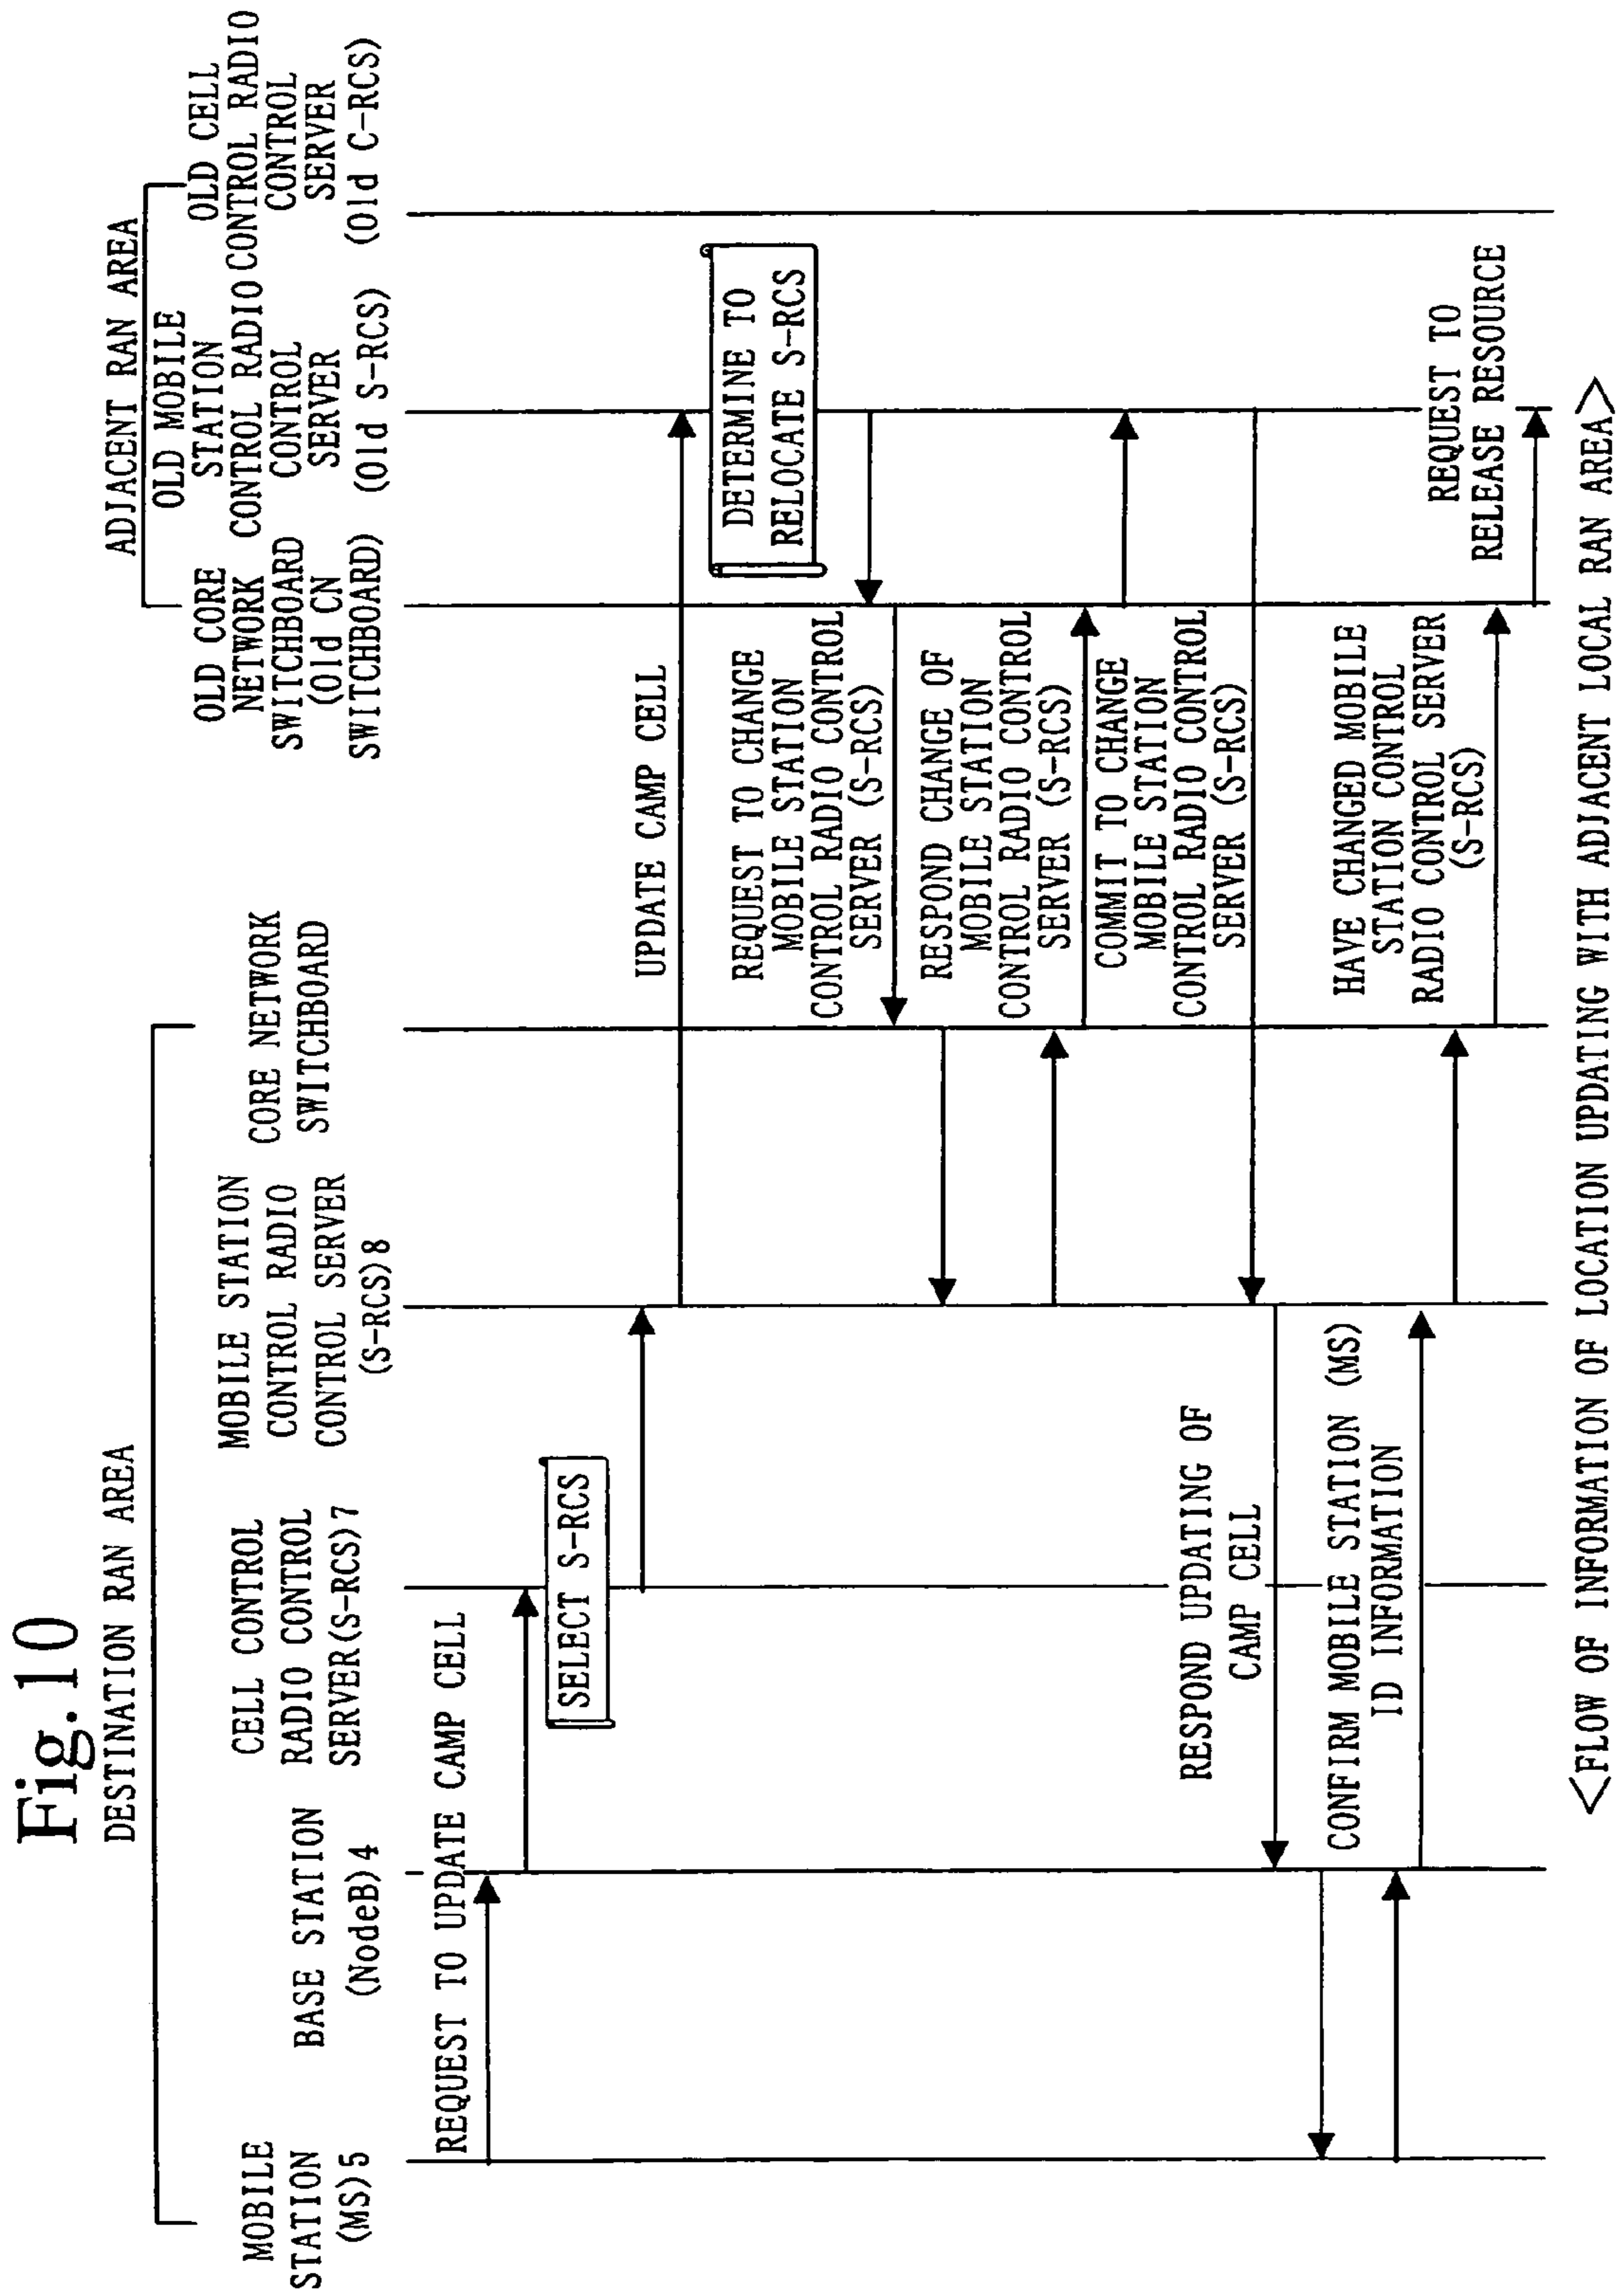 Fig.10
DESTINATION RAN AREA
ADJACENT RAN AREA
MOBILE
STATION
(MS)5
BASE STATION
(NodeB)4
CELL CONTROL
RADIO CONTROL
SERVER(S-RCS)7
MOBILE STATION
CONTROL RADIO
CONTROL SERVER
(S-RCS)8
CORE NETWORK
SWITCHBOARD
OLD CORE
NETWORK
SWITCHBOARD
(Old CN
SWITCHBOARD)
OLD MOBILE
STATION
CONTROL RADIO
CONTROL
SERVER
(Old S-RCS)
OLD CELL
CONTROL RADIO
CONTROL
SERVER
(Old C-RCS)
REQUEST TO UPDATE CAMP CELL
SELECT S-RCS
UPDATE CAMP CELL
DETERMINE TO
RELOCATE S-RCS
REQUEST TO CHANGE
MOBILE STATION
CONTROL RADIO CONTROL
SERVER (S-RCS)
RESPOND CHANGE OF
MOBILE STATION
CONTROL RADIO CONTROL
SERVER (S-RCS)
COMMIT TO CHANGE
MOBILE STATION
CONTROL RADIO CONTROL
SERVER (S-RCS)
RESPOND UPDATING OF
CAMP CELL
CONFIRM MOBILE STATION (MS)
ID INFORMATION
HAVE CHANGED MOBILE
STATION CONTROL
RADIO CONTROL SERVER
(S-RCS)
REQUEST TO
RELEASE RESOURCE
<FLOW OF INFORMATION OF LOCATION UPDATING WITH ADJACENT LOCAL RAN AREA>